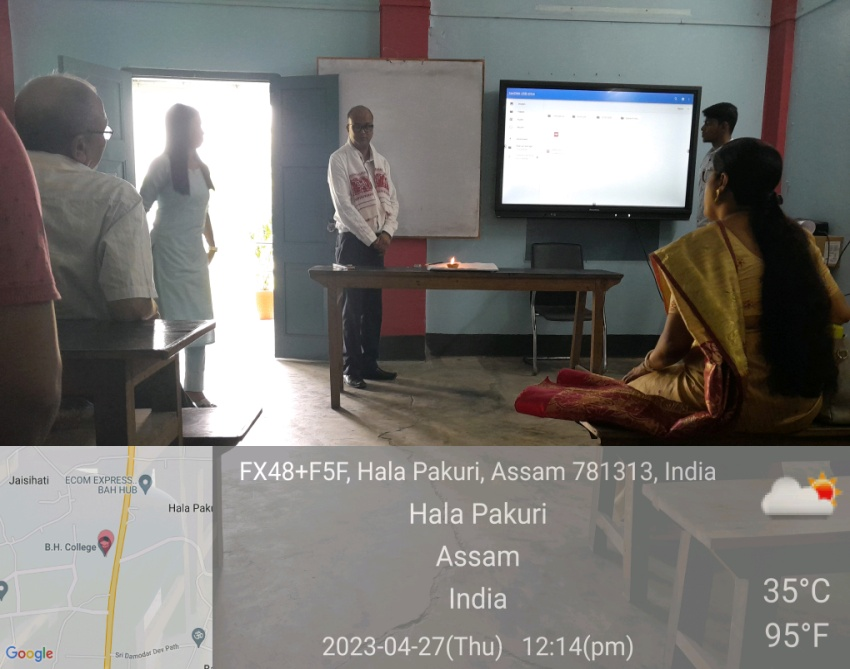 FX48+F5F, Hala Pakuri, Assam 781313, India
Hala Pakuri
Assam
India
2023-04-27(Thu) 12:14(pm)
35°C
95°F
Jaisihati
ECOM EXPRESS..
BAH HUB
Hala Paku
B.H. College
Sri Damodar Dev Path
Google